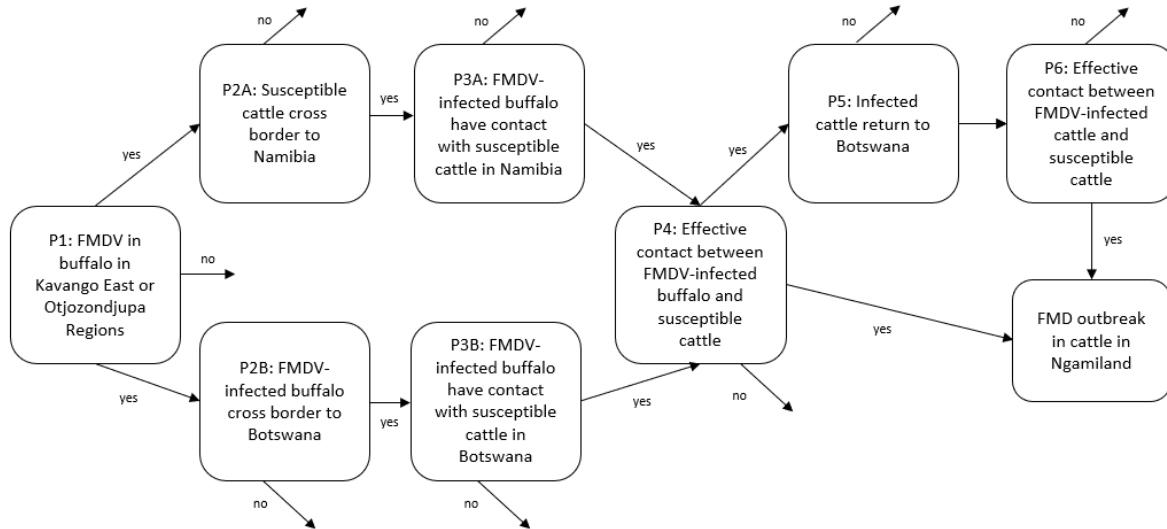 no
no
no
no
P2A: Susceptible
cattle cross
border to
Namibia
yes
P3A: FMDV-
infected buffalo
have contact
with susceptible
cattle in Namibia
P5: Infected
cattle return to
Botswana
P6: Effective
contact between
FMDV-infected
cattle and
susceptible
cattle
yes
yes
yes
P1: FMDV in
buffalo in
Kavango East or
Otjozondjupa
Regions
no
P4: Effective
contact between
FMDV-infected
buffalo and
susceptible
cattle
yes
yes
FMD outbreak
in cattle in
Ngamiland
yes
P2B: FMDV-
infected buffalo
cross border to
Botswana
yes
P3B: FMDV-
infected buffalo
have contact
with susceptible
cattle in
Botswana
yes
no
no
no